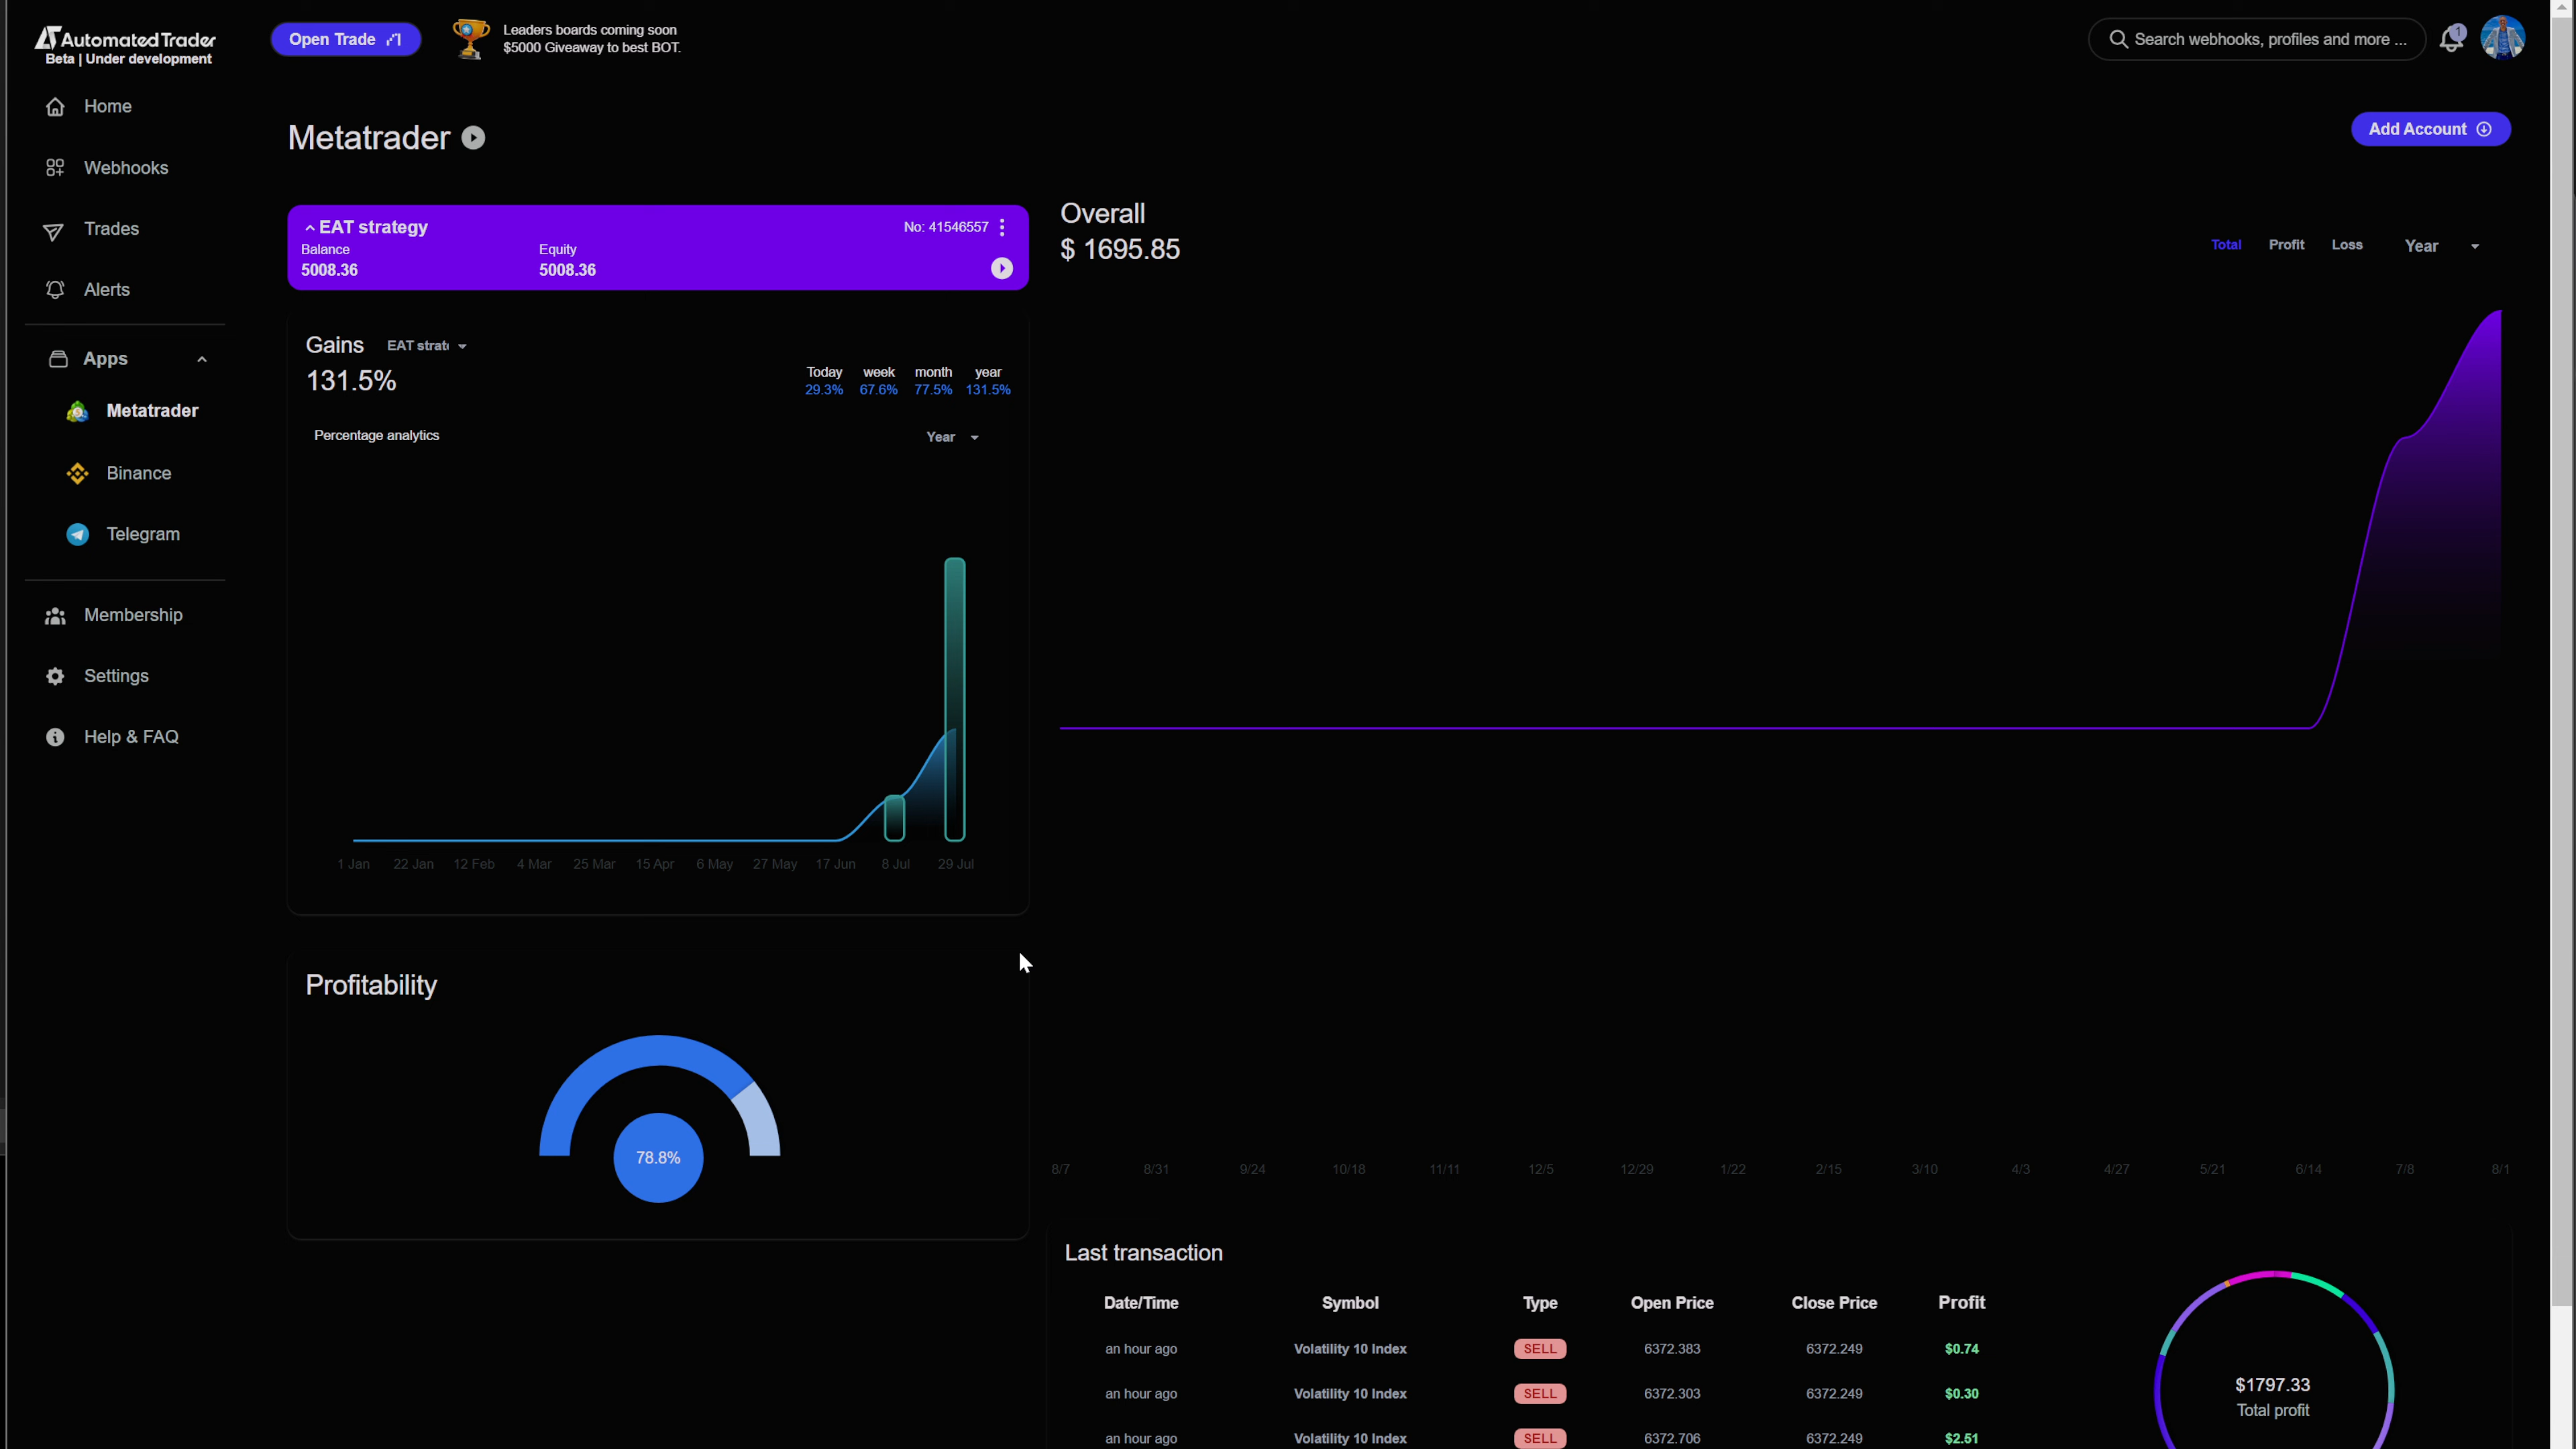 AutomatedTrader
Beta | Under development
Open Trade
Leaders boards coming soon
$5000 Giveaway to best BOT.
Search webhooks, profiles and more ...
1
Home
Webhooks
Trades
Alerts
Apps
Metatrader
Binance
Telegram
Membership
Settings
Help & FAQ
Metatrader
Add Account
EAT strategy
No: 41546557
Balance
Equity
5008.36
5008.36
Gains
EAT strat
131.5%
Today week month year
29.3% 67.6% 77.5% 131.5%
Percentage analytics
Year
1 Jan 22 Jan 12 Feb 4 Mar 25 Mar 15 Apr 6 May 27 May 17 Jun 8 Jul 29 Jul
Profitability
78.8%
Overall
$ 1695.85
Total Profit Loss Year
8/7 8/31 9/24 10/18 11/11 12/5 12/29 1/22 2/15 3/10 4/3 4/27 5/21 6/14 7/8 8/1
Last transaction
Date/Time Symbol Type Open Price Close Price Profit
an hour ago Volatility 10 Index SELL 6372.383 6372.249 $0.74
an hour ago Volatility 10 Index SELL 6372.303 6372.249 $0.30
an hour ago Volatility 10 Index SELL 6372.706 6372.249 $2.51
$1797.33
Total profit